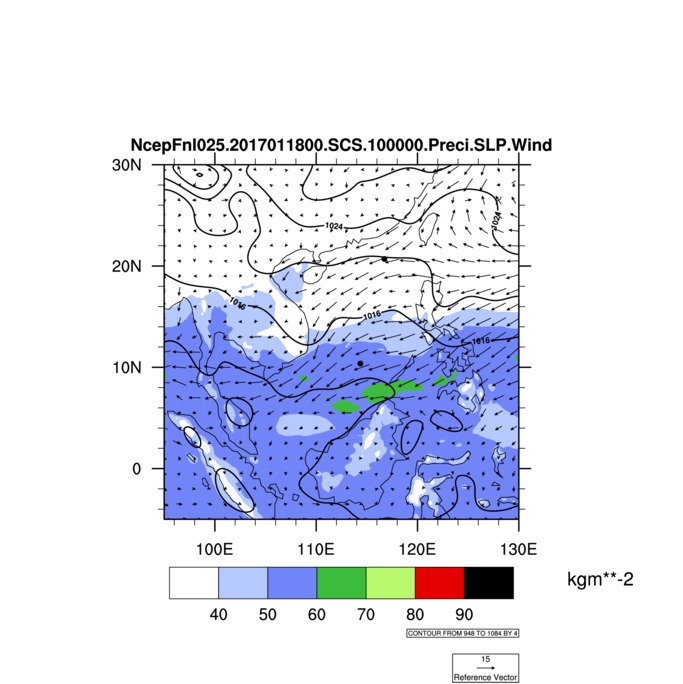 NcepFnl025.2017011800.SCS.100000.Preci.SLP.Wind
30N
1024
1024
20N
1016
1016
1016
10N
0
100E 110E 120E 130E
kgm**-2
40 50 60 70 80 90
CONTOUR FROM 948 TO 1084 BY 4
15
Reference Vector